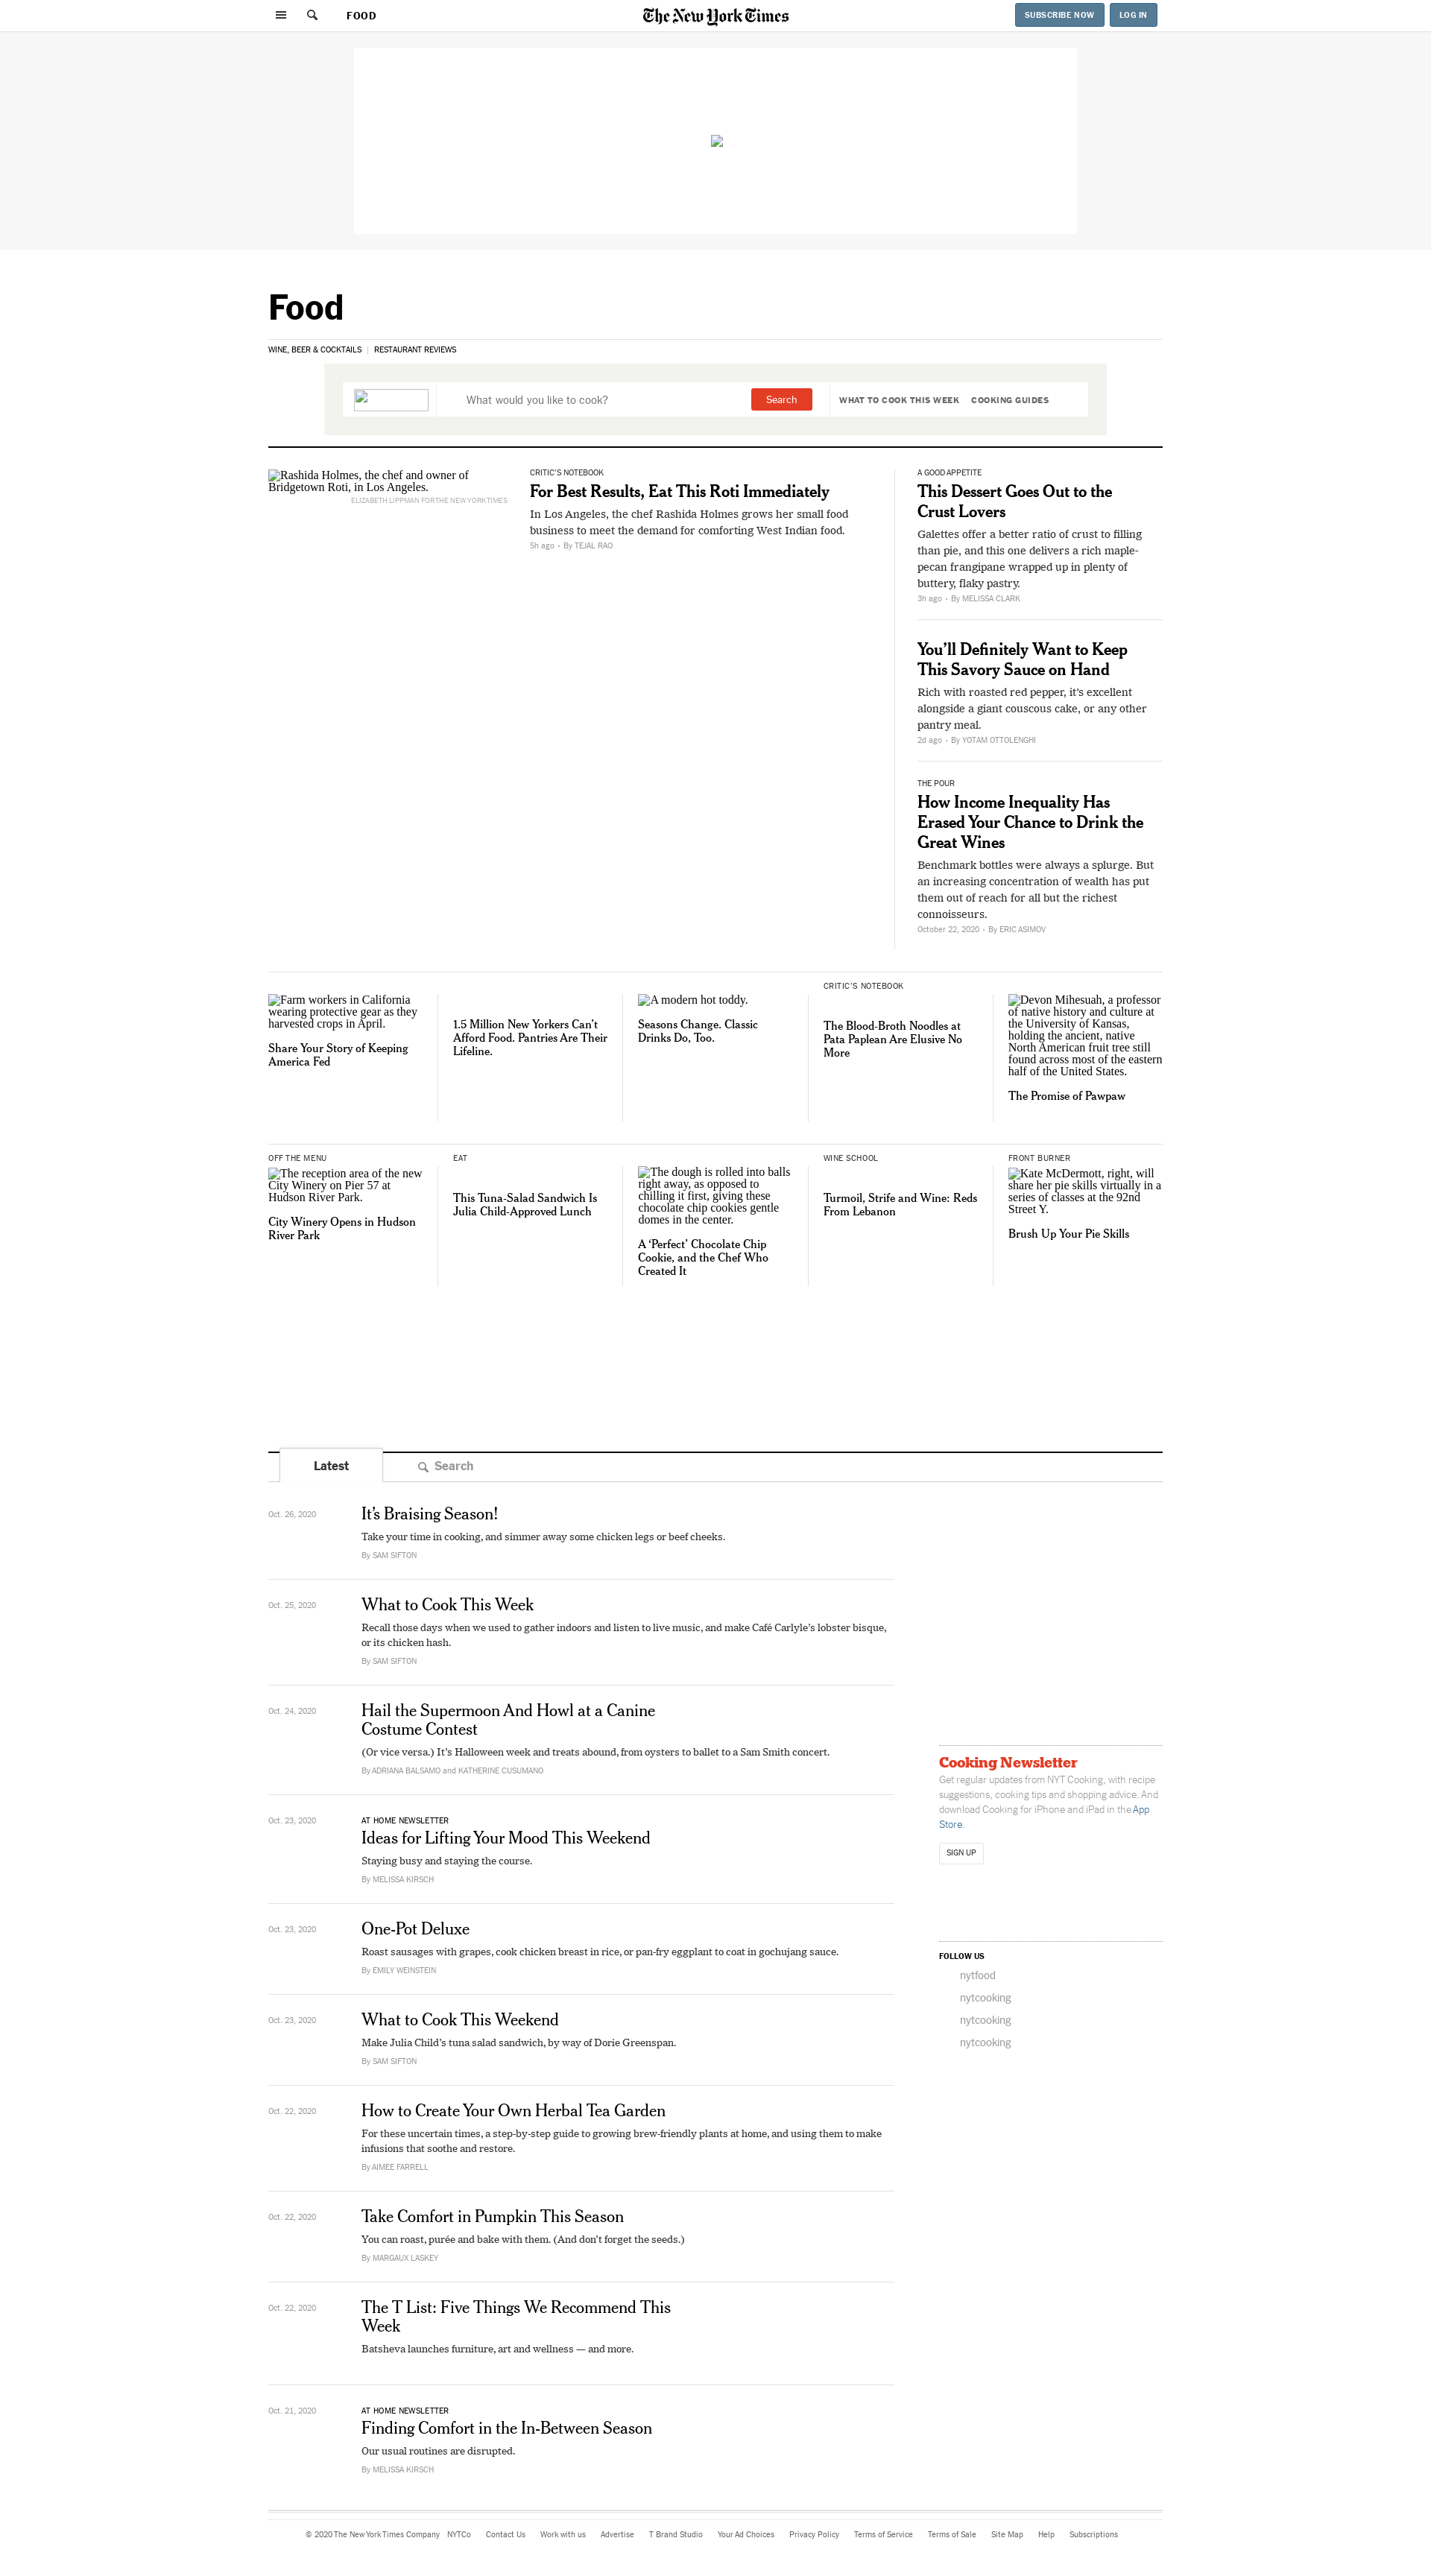 FOOD
The New York Times
SUBSCRIBE NOW
LOG IN
Food
WINE, BEER & COCKTAILS
RESTAURANT REVIEWS
What would you like to cook?
Search
WHAT TO COOK THIS WEEK
COOKING GUIDES
Rashida Holmes, the chef and owner of
Bridgetown Roti, in Los Angeles.
ELIZABETH LIPPMAN FOR THE NEW YORK TIMES
CRITIC’S NOTEBOOK
For Best Results, Eat This Roti Immediately
In Los Angeles, the chef Rashida Holmes grows her small food
business to meet the demand for comforting West Indian food.
5h ago • By TEJAL RAO
A GOOD APPETITE
This Dessert Goes Out to the
Crust Lovers
Galettes offer a better ratio of crust to filling
than pie, and this one delivers a rich maple-
pecan frangipane wrapped up in plenty of
buttery, flaky pastry.
3h ago • By MELISSA CLARK
You’ll Definitely Want to Keep
This Savory Sauce on Hand
Rich with roasted red pepper, it’s excellent
alongside a giant couscous cake, or any other
pantry meal.
2d ago • By YOTAM OTTOLENGHI
THE POUR
How Income Inequality Has
Erased Your Chance to Drink the
Great Wines
Benchmark bottles were always a splurge. But
an increasing concentration of wealth has put
them out of reach for all but the richest
connoisseurs.
October 22, 2020 • By ERIC ASIMOV
Farm workers in California
wearing protective gear as they
harvested crops in April.
Share Your Story of Keeping
America Fed
1.5 Million New Yorkers Can’t
Afford Food. Pantries Are Their
Lifeline.
A modern hot toddy.
Seasons Change. Classic
Drinks Do, Too.
CRITIC’S NOTEBOOK
The Blood-Broth Noodles at
Pata Paplean Are Elusive No
More
Devon Mihesuah, a professor
of native history and culture at
the University of Kansas,
holding the ancient, native
North American fruit tree still
found across most of the eastern
half of the United States.
The Promise of Pawpaw
OFF THE MENU
The reception area of the new
City Winery on Pier 57 at
Hudson River Park.
City Winery Opens in Hudson
River Park
EAT
This Tuna-Salad Sandwich Is
Julia Child-Approved Lunch
The dough is rolled into balls
right away, as opposed to
chilling it first, giving these
chocolate chip cookies gentle
domes in the center.
A ‘Perfect’ Chocolate Chip
Cookie, and the Chef Who
Created It
WINE SCHOOL
Turmoil, Strife and Wine: Reds
From Lebanon
FRONT BURNER
Kate McDermott, right, will
share her pie skills virtually in a
series of classes at the 92nd
Street Y.
Brush Up Your Pie Skills
Latest
Search
Oct. 26, 2020
It’s Braising Season!
Take your time in cooking, and simmer away some chicken legs or beef cheeks.
By SAM SIFTON
Oct. 25, 2020
What to Cook This Week
Recall those days when we used to gather indoors and listen to live music, and make Café Carlyle’s lobster bisque,
or its chicken hash.
By SAM SIFTON
Oct. 24, 2020
Hail the Supermoon And Howl at a Canine
Costume Contest
(Or vice versa.) It’s Halloween week and treats abound, from oysters to ballet to a Sam Smith concert.
By ADRIANA BALSAMO and KATHERINE CUSUMANO
Oct. 23, 2020
AT HOME NEWSLETTER
Ideas for Lifting Your Mood This Weekend
Staying busy and staying the course.
By MELISSA KIRSCH
Oct. 23, 2020
One-Pot Deluxe
Roast sausages with grapes, cook chicken breast in rice, or pan-fry eggplant to coat in gochujang sauce.
By EMILY WEINSTEIN
Oct. 23, 2020
What to Cook This Weekend
Make Julia Child’s tuna salad sandwich, by way of Dorie Greenspan.
By SAM SIFTON
Oct. 22, 2020
How to Create Your Own Herbal Tea Garden
For these uncertain times, a step-by-step guide to growing brew-friendly plants at home, and using them to make
infusions that soothe and restore.
By AIMEE FARRELL
Oct. 22, 2020
Take Comfort in Pumpkin This Season
You can roast, purée and bake with them. (And don’t forget the seeds.)
By MARGAUX LASKEY
Oct. 22, 2020
The T List: Five Things We Recommend This
Week
Batsheva launches furniture, art and wellness — and more.
Oct. 21, 2020
AT HOME NEWSLETTER
Finding Comfort in the In-Between Season
Our usual routines are disrupted.
By MELISSA KIRSCH
Cooking Newsletter
Get regular updates from NYT Cooking, with recipe
suggestions, cooking tips and shopping advice. And
download Cooking for iPhone and iPad in the App
Store.
SIGN UP
FOLLOW US
nytfood
nytcooking
nytcooking
nytcooking
© 2020 The New York Times Company NYTCo Contact Us Work with us Advertise T Brand Studio Your Ad Choices Privacy Policy Terms of Service Terms of Sale Site Map Help Subscriptions